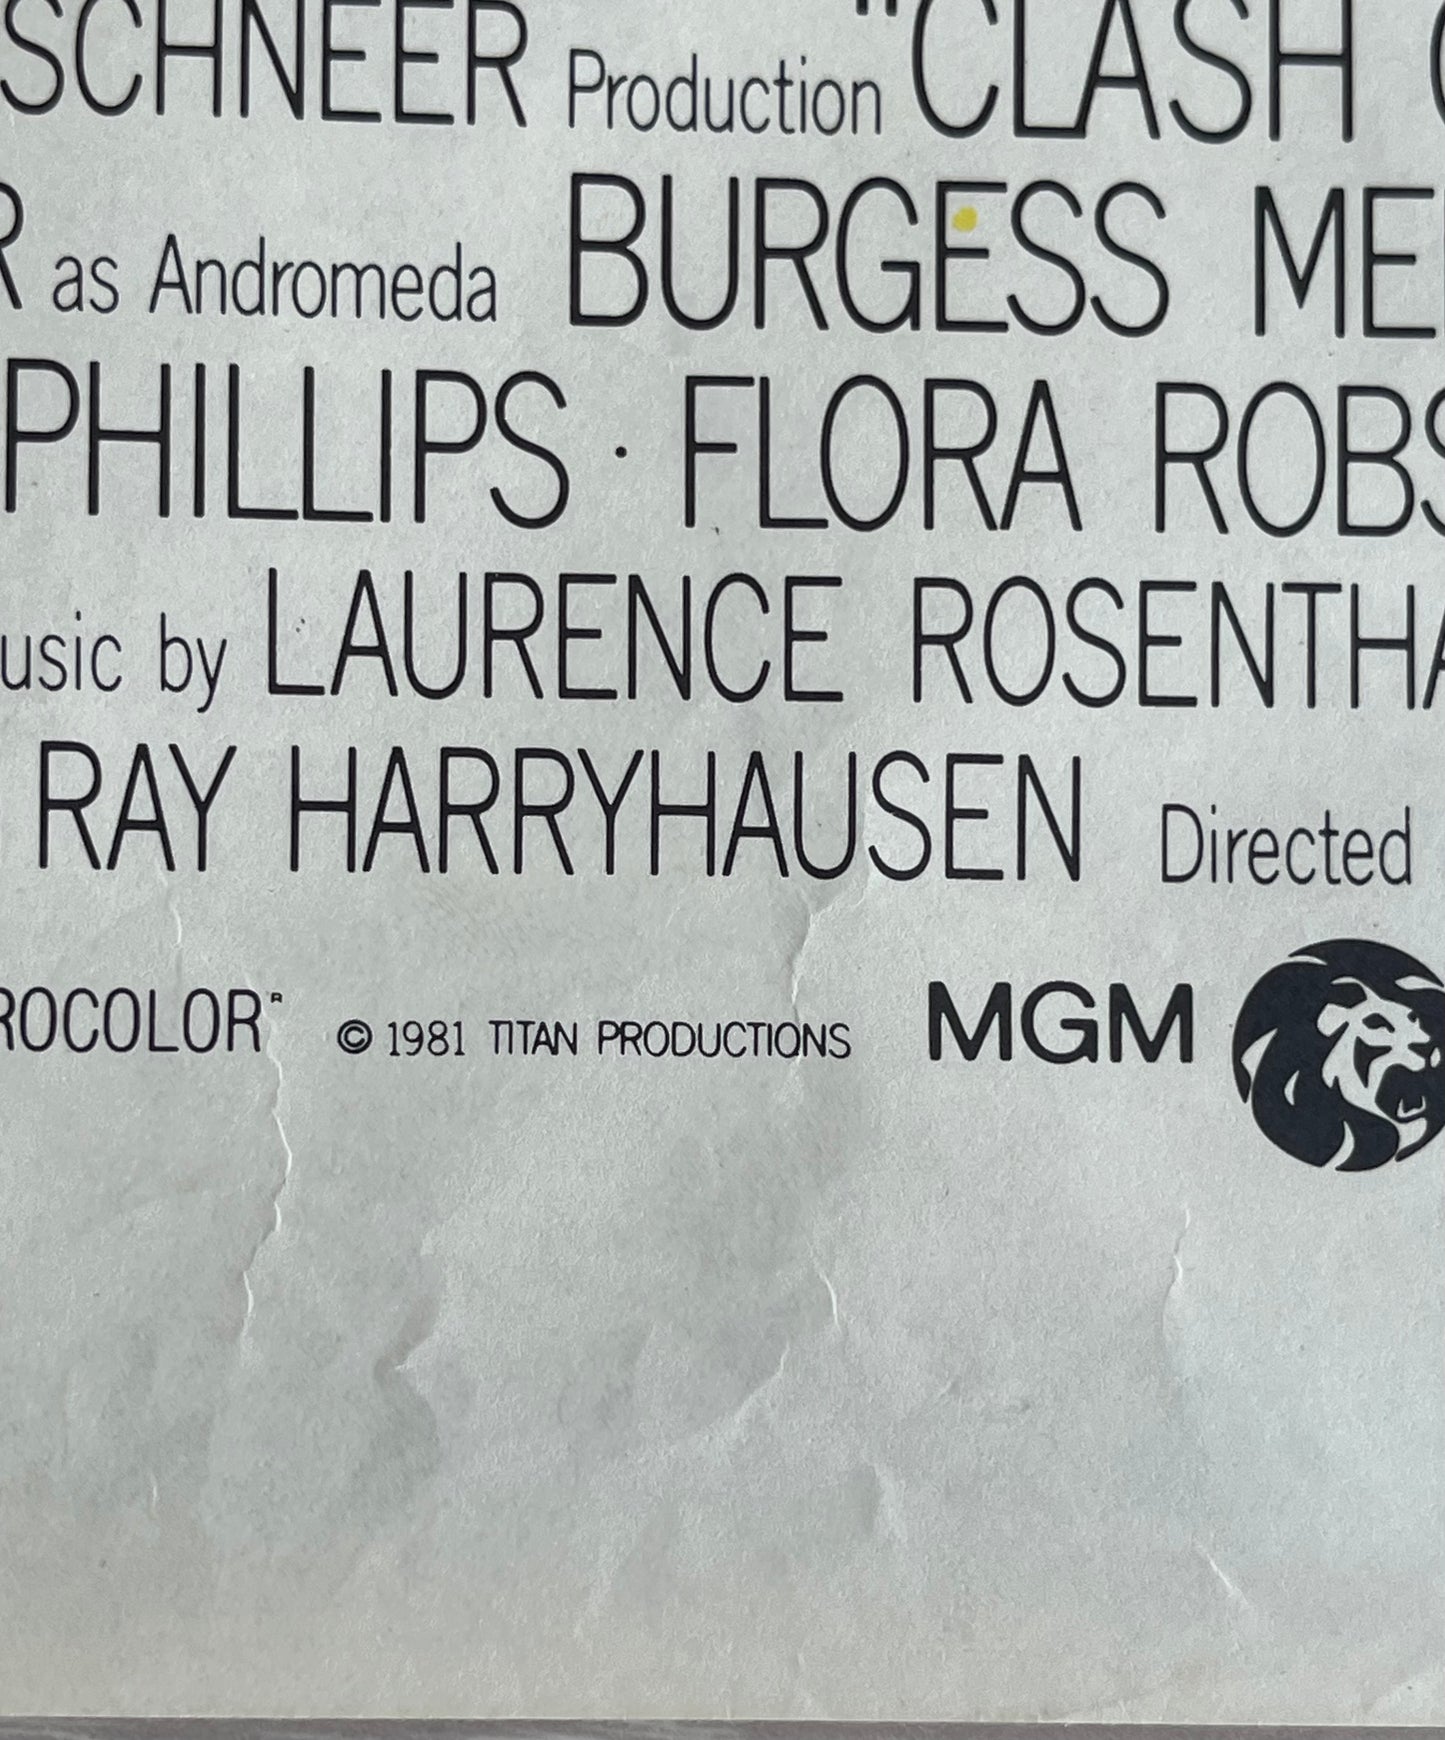 SCHNEER Production "CLASH
as Andromeda BURGESS ME
PHILLIPS · FLORA ROBS
usic by LAURENCE ROSENTHA
RAY HARRYHAUSEN Directed
ROCOLOR® © 1981 TITAN PRODUCTIONS MGM